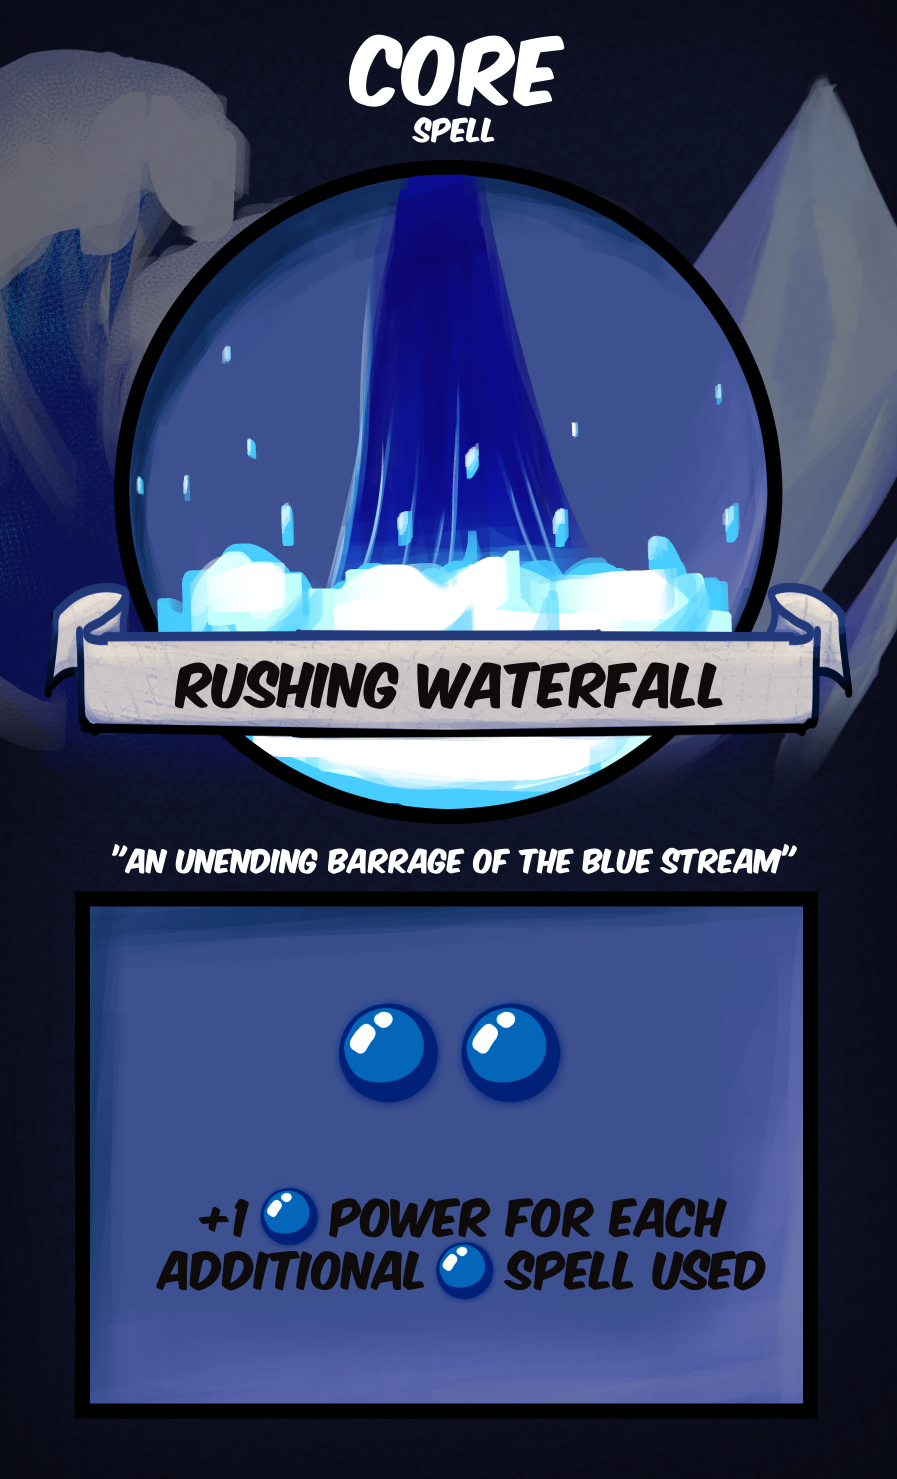 CORE
SPELL
RUSHING WATERFALL
"AN UNENDING BARRAGE OF THE BLUE STREAM"
+1 POWER FOR EACH
ADDITIONAL SPELL USED